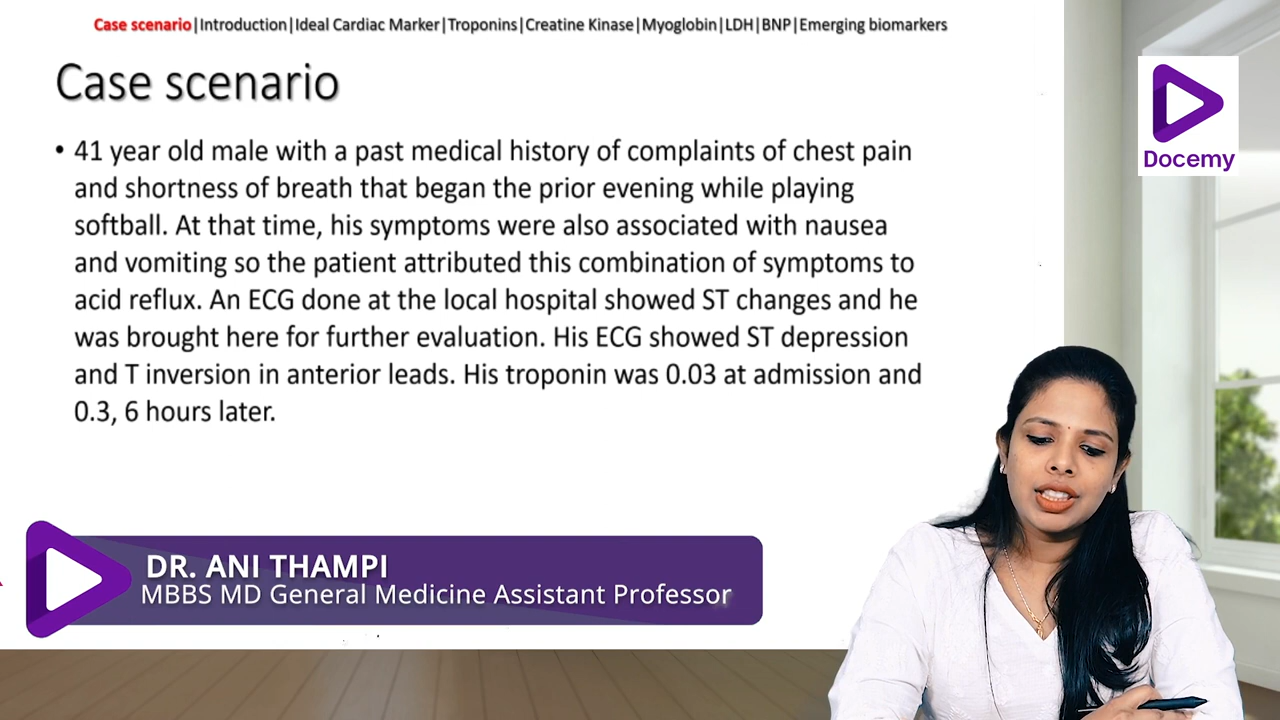 Case scenario|Introduction|Ideal Cardiac Marker|Troponins|Creatine Kinase|Myoglobin|LDH|BNP|Emerging biomarkers
Case scenario
• 41 year old male with a past medical history of complaints of chest pain
and shortness of breath that began the prior evening while playing
softball. At that time, his symptoms were also associated with nausea
and vomiting so the patient attributed this combination of symptoms to
acid reflux. An ECG done at the local hospital showed ST changes and he
was brought here for further evaluation. His ECG showed ST depression
and T inversion in anterior leads. His troponin was 0.03 at admission and
0.3, 6 hours later.
Docemy
DR. ANI THAMPI
MBBS MD General Medicine Assistant Professor